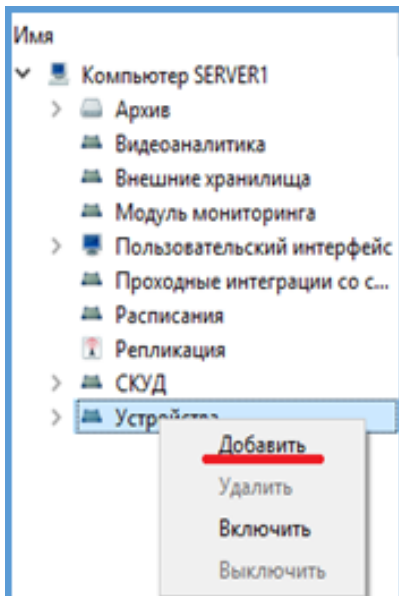 Имя
Компьютер SERVER1
Архив
Видеоаналитика
Внешние хранилища
Модуль мониторинга
Пользовательский интерфейс
Проходные интеграции со с...
Расписания
Репликация
СКУД
Устройства
Добавить
Удалить
Включить
Выключить